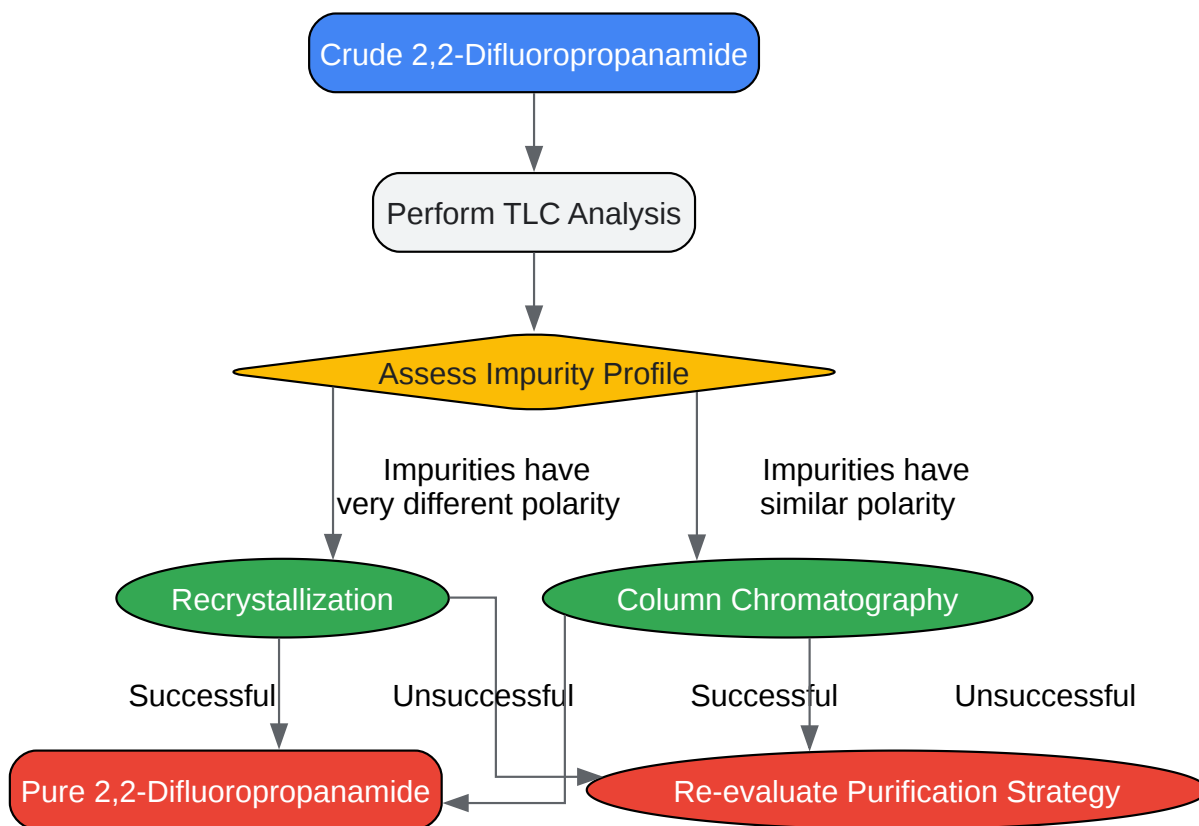 Crude 2,2-Difluoropropanamide
Perform TLC Analysis
Assess Impurity Profile
Impurities have
very different polarity
Impurities have
similar polarity
Recrystallization
Column Chromatography
Successful
Unsuccessful
Successful
Unsuccessful
Pure 2,2-Difluoropropanamide
Re-evaluate Purification Strategy